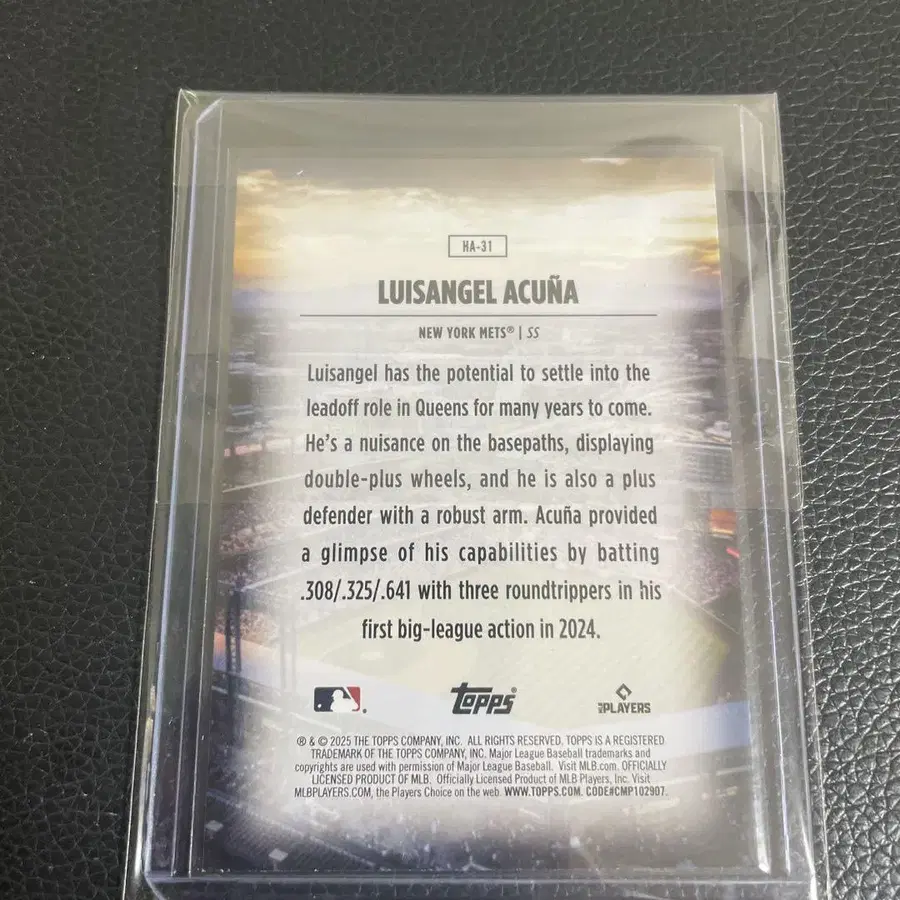 HA-31
LUISANGEL ACUÑA
NEW YORK METS® | SS
Luisangel has the potential to settle into the
leadoff role in Queens for many years to come.
He's a nuisance on the basepaths, displaying
double-plus wheels, and he is also a plus
defender with a robust arm. Acuña provided
a glimpse of his capabilities by batting
.308/.325/.641 with three roundtrippers in his
first big-league action in 2024.
topps®
MLB PLAYERS
® & © 2025 THE TOPPS COMPANY, INC. ALL RIGHTS RESERVED, TOPPS IS A REGISTERED
TRADEMARK OF THE TOPPS COMPANY, INC. Major League Baseball trademarks and
copyrights are used with permission of Major League Baseball. Visit MLB.com. OFFICIALLY
LICENSED PRODUCT OF MLB. Officially Licensed Product of MLB Players, Inc. Visit
MLBPLAYERS.COM, the Players Choice on the web. WWW.TOPPS.COM. CODE#CMP102907.